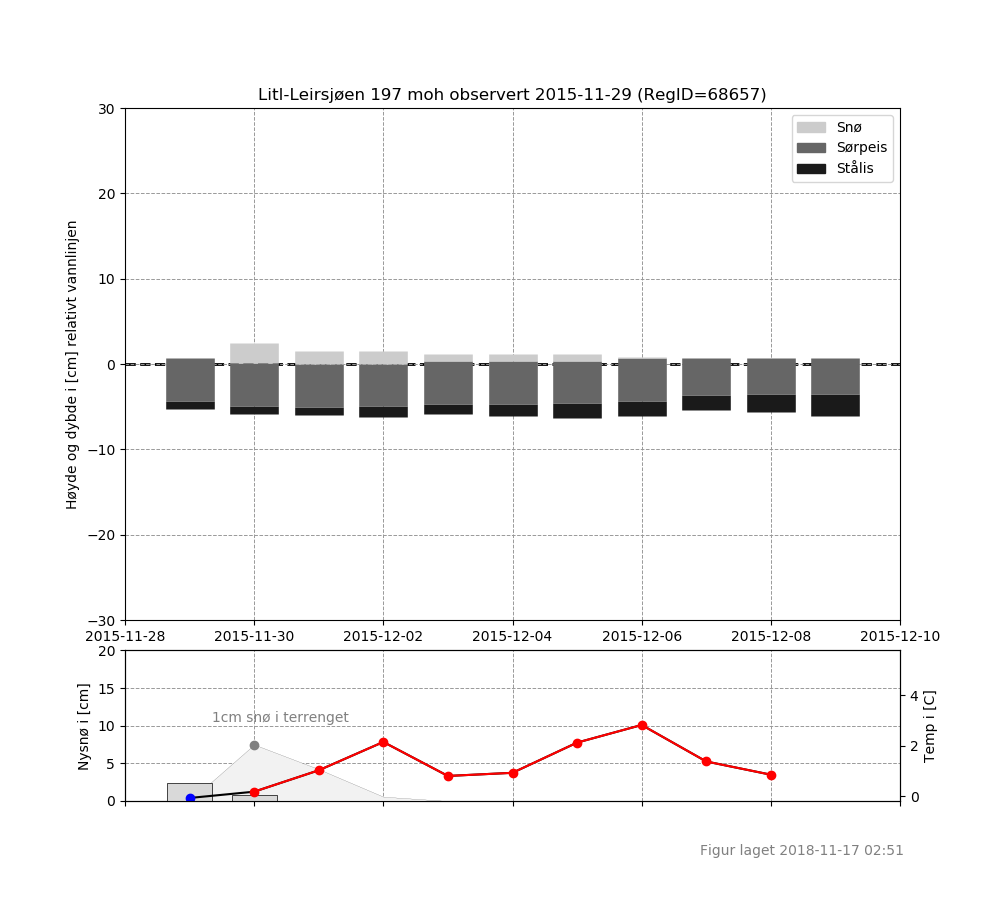 Litl-Leirsjøen 197 moh observert 2015-11-29 (RegID=68657)
Høyde og dybde i [cm] relativt vannlinjen
30
20
10
0
−10
−20
−30
Snø
Sørpeis
Stålis
2015-11-28
2015-11-30
2015-12-02
2015-12-04
2015-12-06
2015-12-08
2015-12-10
Nysnø i [cm]
20
15
10
5
0
1cm snø i terrenget
4
2
0
Temp i [C]
Figur laget 2018-11-17 02:51